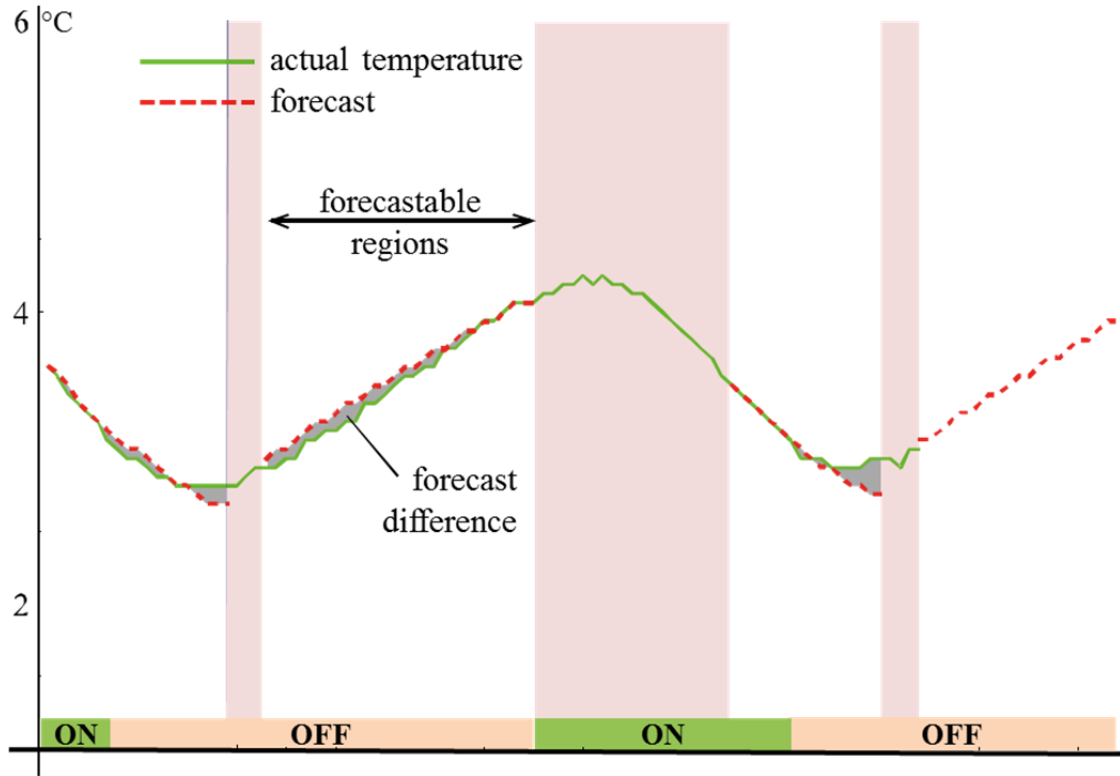 6 °C
actual temperature
forecast
forecastable
regions
4
forecast
difference
2
ON OFF ON OFF